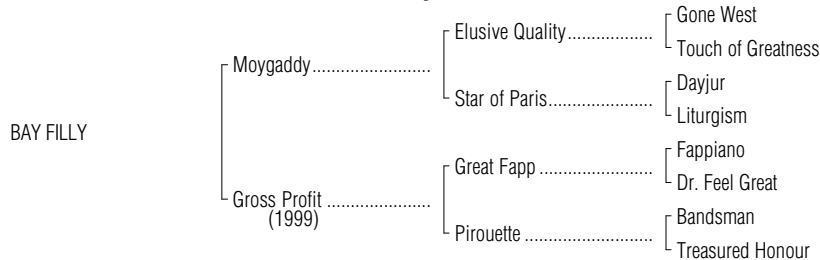 Gone West
Elusive Quality..................
Touch of Greatness
Moygaddy........................
Dayjur
Star of Paris.....................
Liturgism
BAY FILLY
Fappiano
Great Fapp .......................
Dr. Feel Great
Gross Profit .....................
(1999)
Bandsman
Pirouette ..........................
Treasured Honour